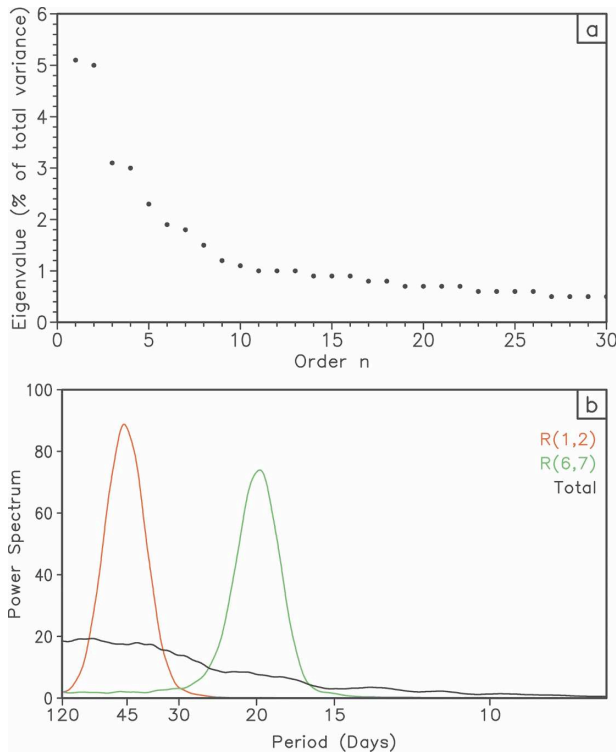 6
a
5
4
3
2
1
0
Eigenvalue (% of total variance)
0 5 10 15 20 25 30
Order n
100
b
R(1,2)
80
R(6,7)
Total
60
40
20
0
Power Spectrum
120 45 30 20 15 10
Period (Days)